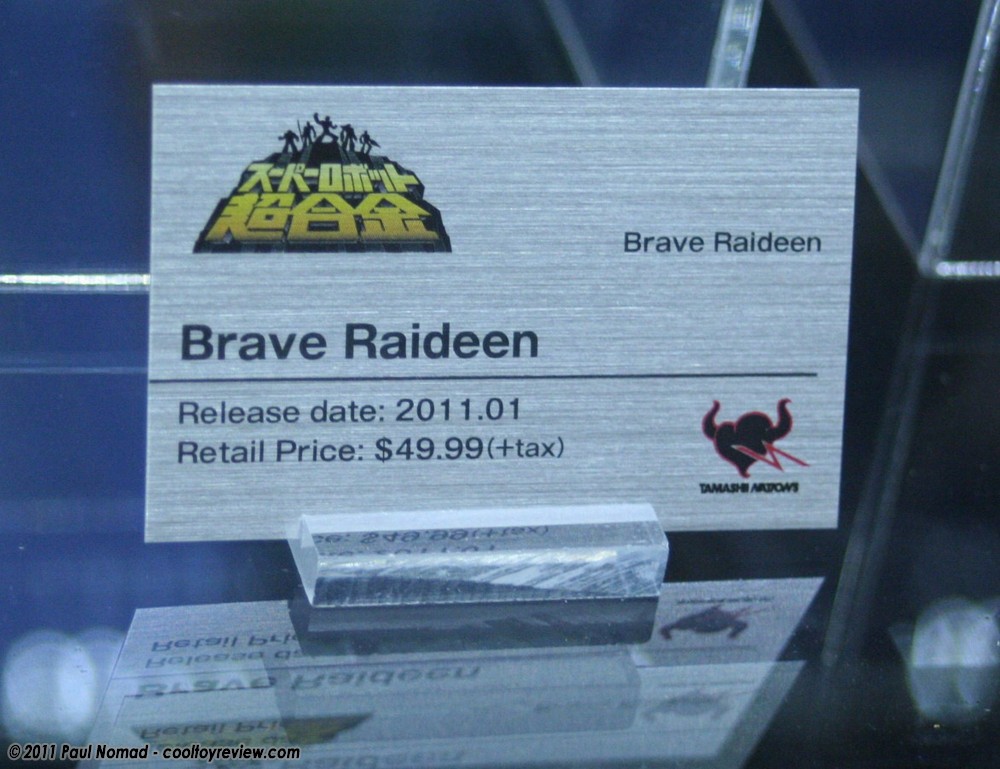 スーパーロボット
超合金
Brave Raideen
Brave Raideen
Release date: 2011.01
Retail Price: $49.99(+tax)
TAMASHII NATIONS
©2011 Paul Nomad - cooltoyreview.com